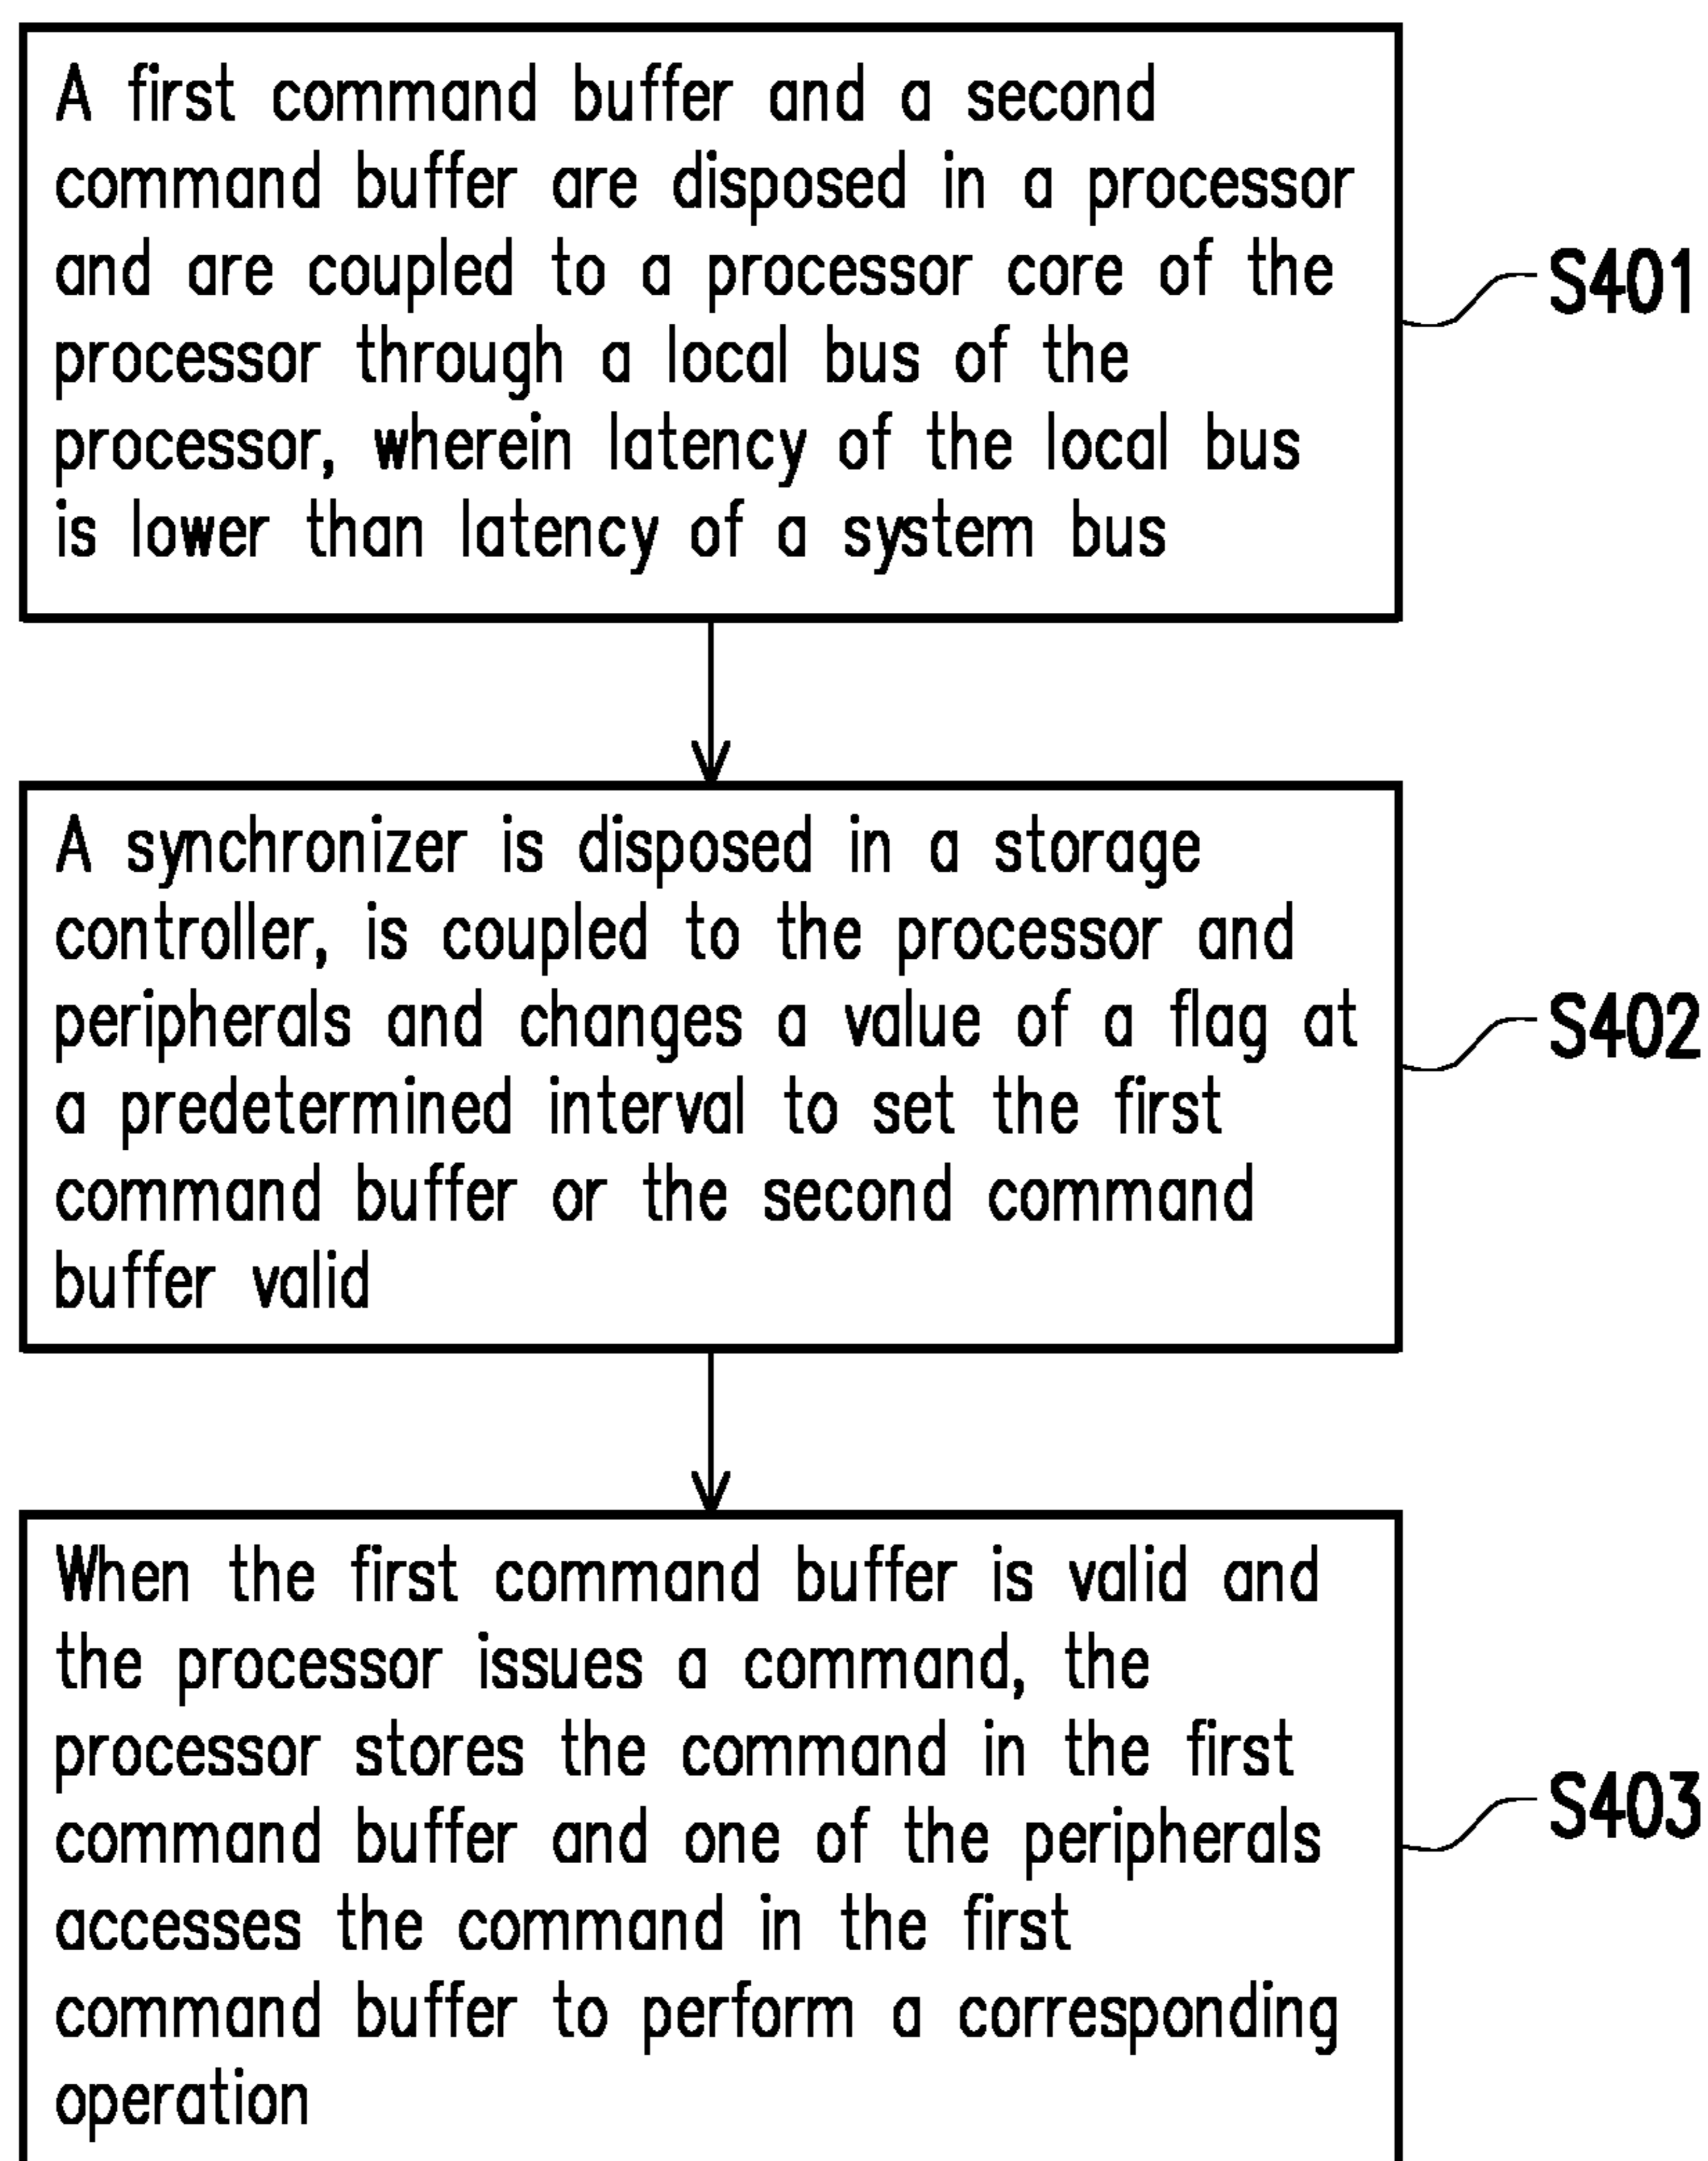 A first command buffer and a second
command buffer are disposed in a processor
and are coupled to a processor core of the
processor through a local bus of the
processor, wherein latency of the local bus
is lower than latency of a system bus
S401
A synchronizer is disposed in a storage
controller, is coupled to the processor and
peripherals and changes a value of a flag at
a predetermined interval to set the first
command buffer or the second command
buffer valid
S402
When the first command buffer is valid and
the processor issues a command, the
processor stores the command in the first
command buffer and one of the peripherals
accesses the command in the first
command buffer to perform a corresponding
operation
S403